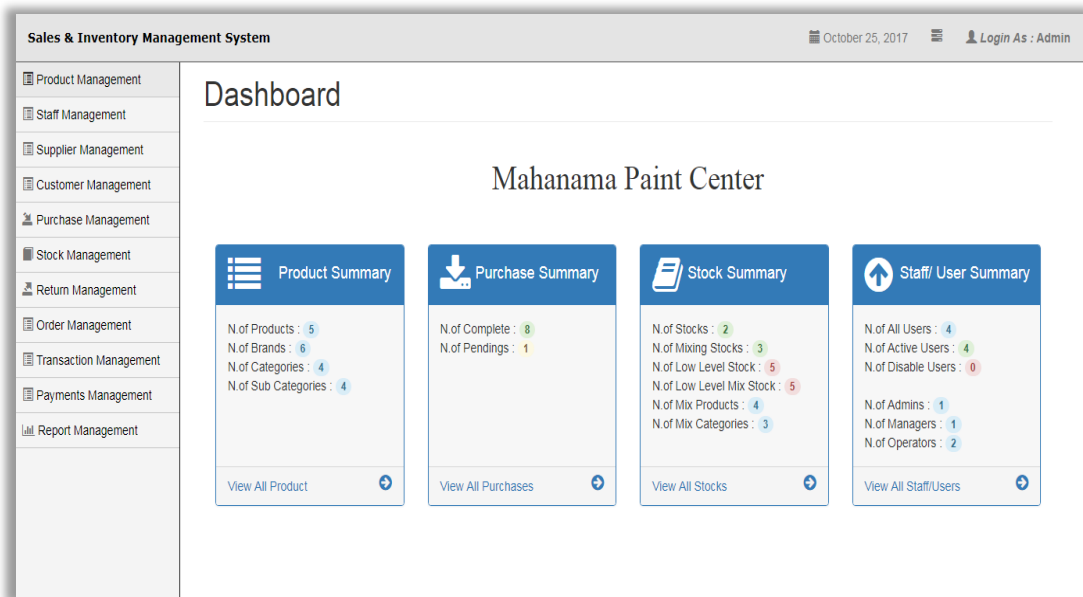 Sales & Inventory Management System
October 25, 2017
Login As : Admin
Product Management
Staff Management
Supplier Management
Customer Management
Purchase Management
Stock Management
Return Management
Order Management
Transaction Management
Payments Management
Report Management
Dashboard
Mahanama Paint Center
Product Summary
N.of Products : 5
N.of Brands : 6
N.of Categories : 4
N.of Sub Categories : 4
View All Product
Purchase Summary
N.of Complete : 8
N.of Pendings : 1
View All Purchases
Stock Summary
N.of Stocks : 2
N.of Mixing Stocks : 3
N.of Low Level Stock : 5
N.of Low Level Mix Stock : 5
N.of Mix Products : 4
N.of Mix Categories : 3
View All Stocks
Staff/ User Summary
N.of All Users : 4
N.of Active Users : 4
N.of Disable Users : 0
N.of Admins : 1
N.of Managers : 1
N.of Operators : 2
View All Staff/Users